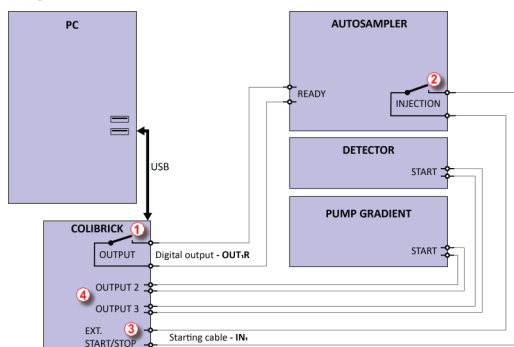 PC
USB
AUTOSAMPLER
READY
2
INJECTION
DETECTOR
START
PUMP GRADIENT
START
COLIBRICK
1
OUTPUT
Digital output - OUT₁R
OUTPUT 2
4
OUTPUT 3
EXT.
START/STOP
3
Starting cable - IN₁